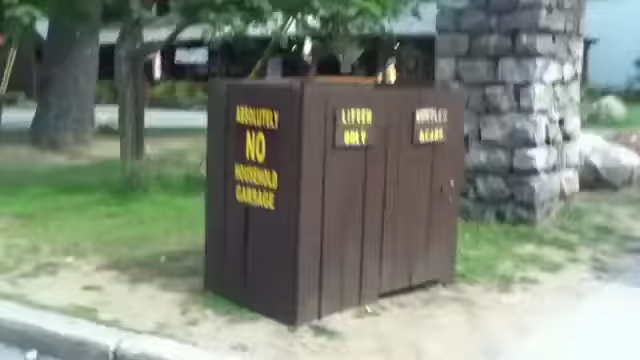 ABSOLUTELY
NO
HOUSEHOLD
GARBAGE
LITTER
ONLY